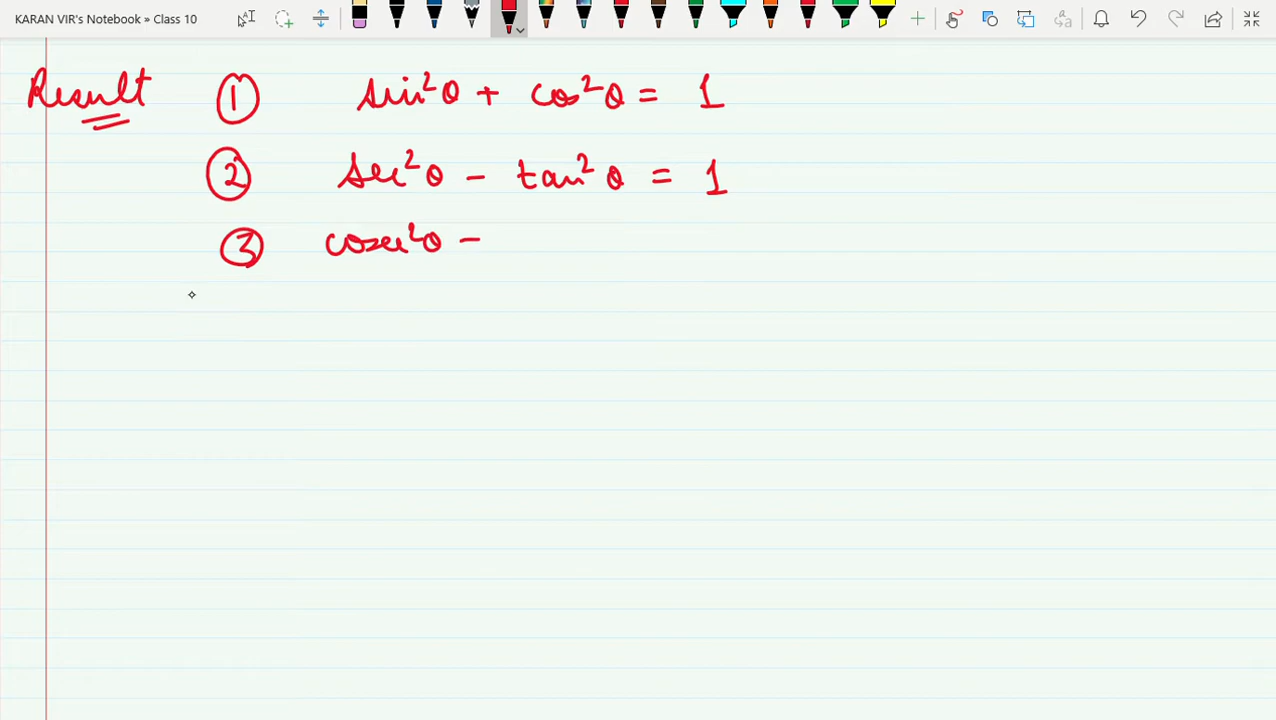 KARAN VIR's Notebook » Class 10
Result ① sin²θ + cos²θ = 1
② sec²θ - tan²θ = 1
③ cosec²θ -